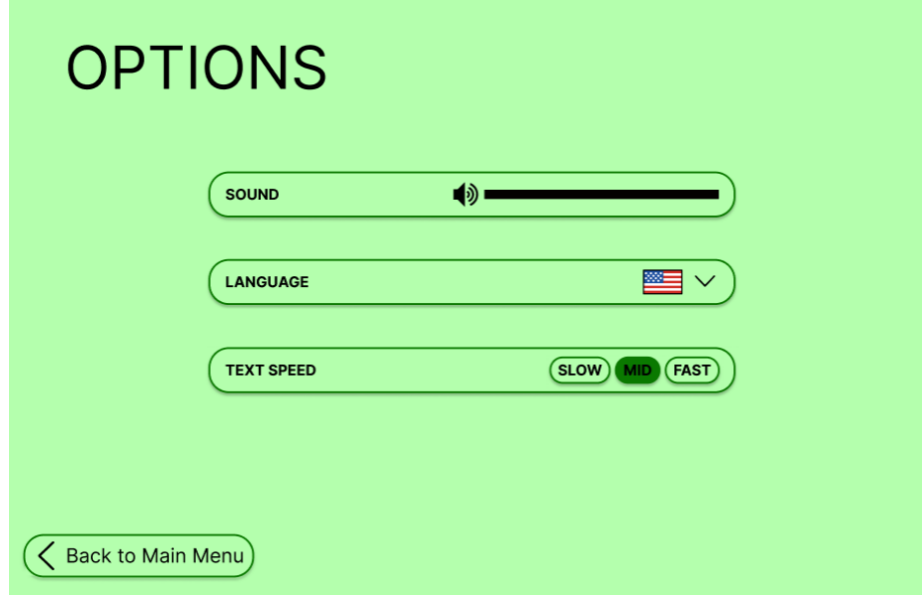 OPTIONS
SOUND
LANGUAGE
TEXT SPEED SLOW MID FAST
Back to Main Menu